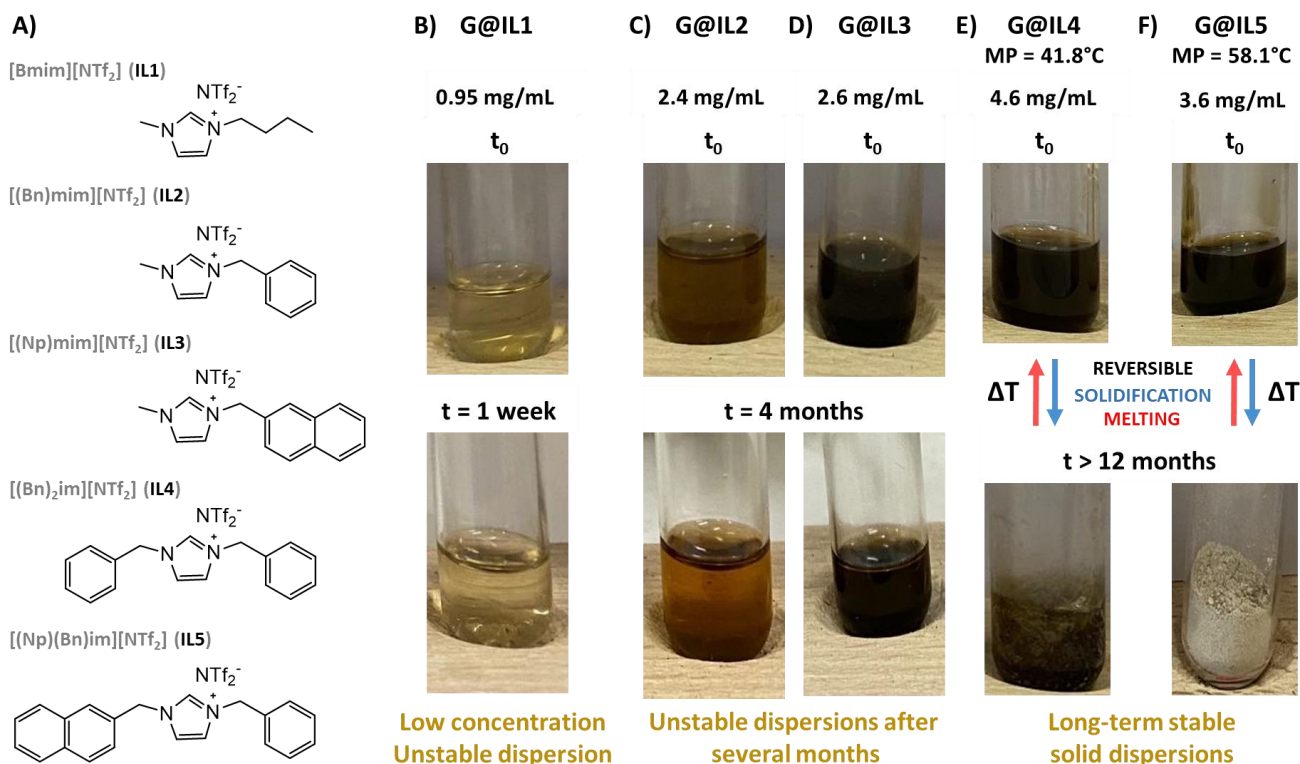 A)
[Bmim][NTf2] (IL1)
NTf2-
N
+
N
[(Bn)mim][NTf2] (IL2)
NTf2-
N
+
N
[(Np)mim][NTf2] (IL3)
NTf2-
N
+
N
[(Bn)2im][NTf2] (IL4)
NTf2-
N
+
N
[(Np)(Bn)im][NTf2] (IL5)
NTf2-
N
+
N
B) G@IL1
0.95 mg/mL
t0
t = 1 week
Low concentration
Unstable dispersion
C) G@IL2
2.4 mg/mL
t0
D) G@IL3
2.6 mg/mL
t0
t = 4 months
Unstable dispersions after
several months
E) G@IL4
MP = 41.8°C
4.6 mg/mL
t0
F) G@IL5
MP = 58.1°C
3.6 mg/mL
t0
ΔT
REVERSIBLE
SOLIDIFICATION
MELTING
ΔT
t > 12 months
Long-term stable
solid dispersions